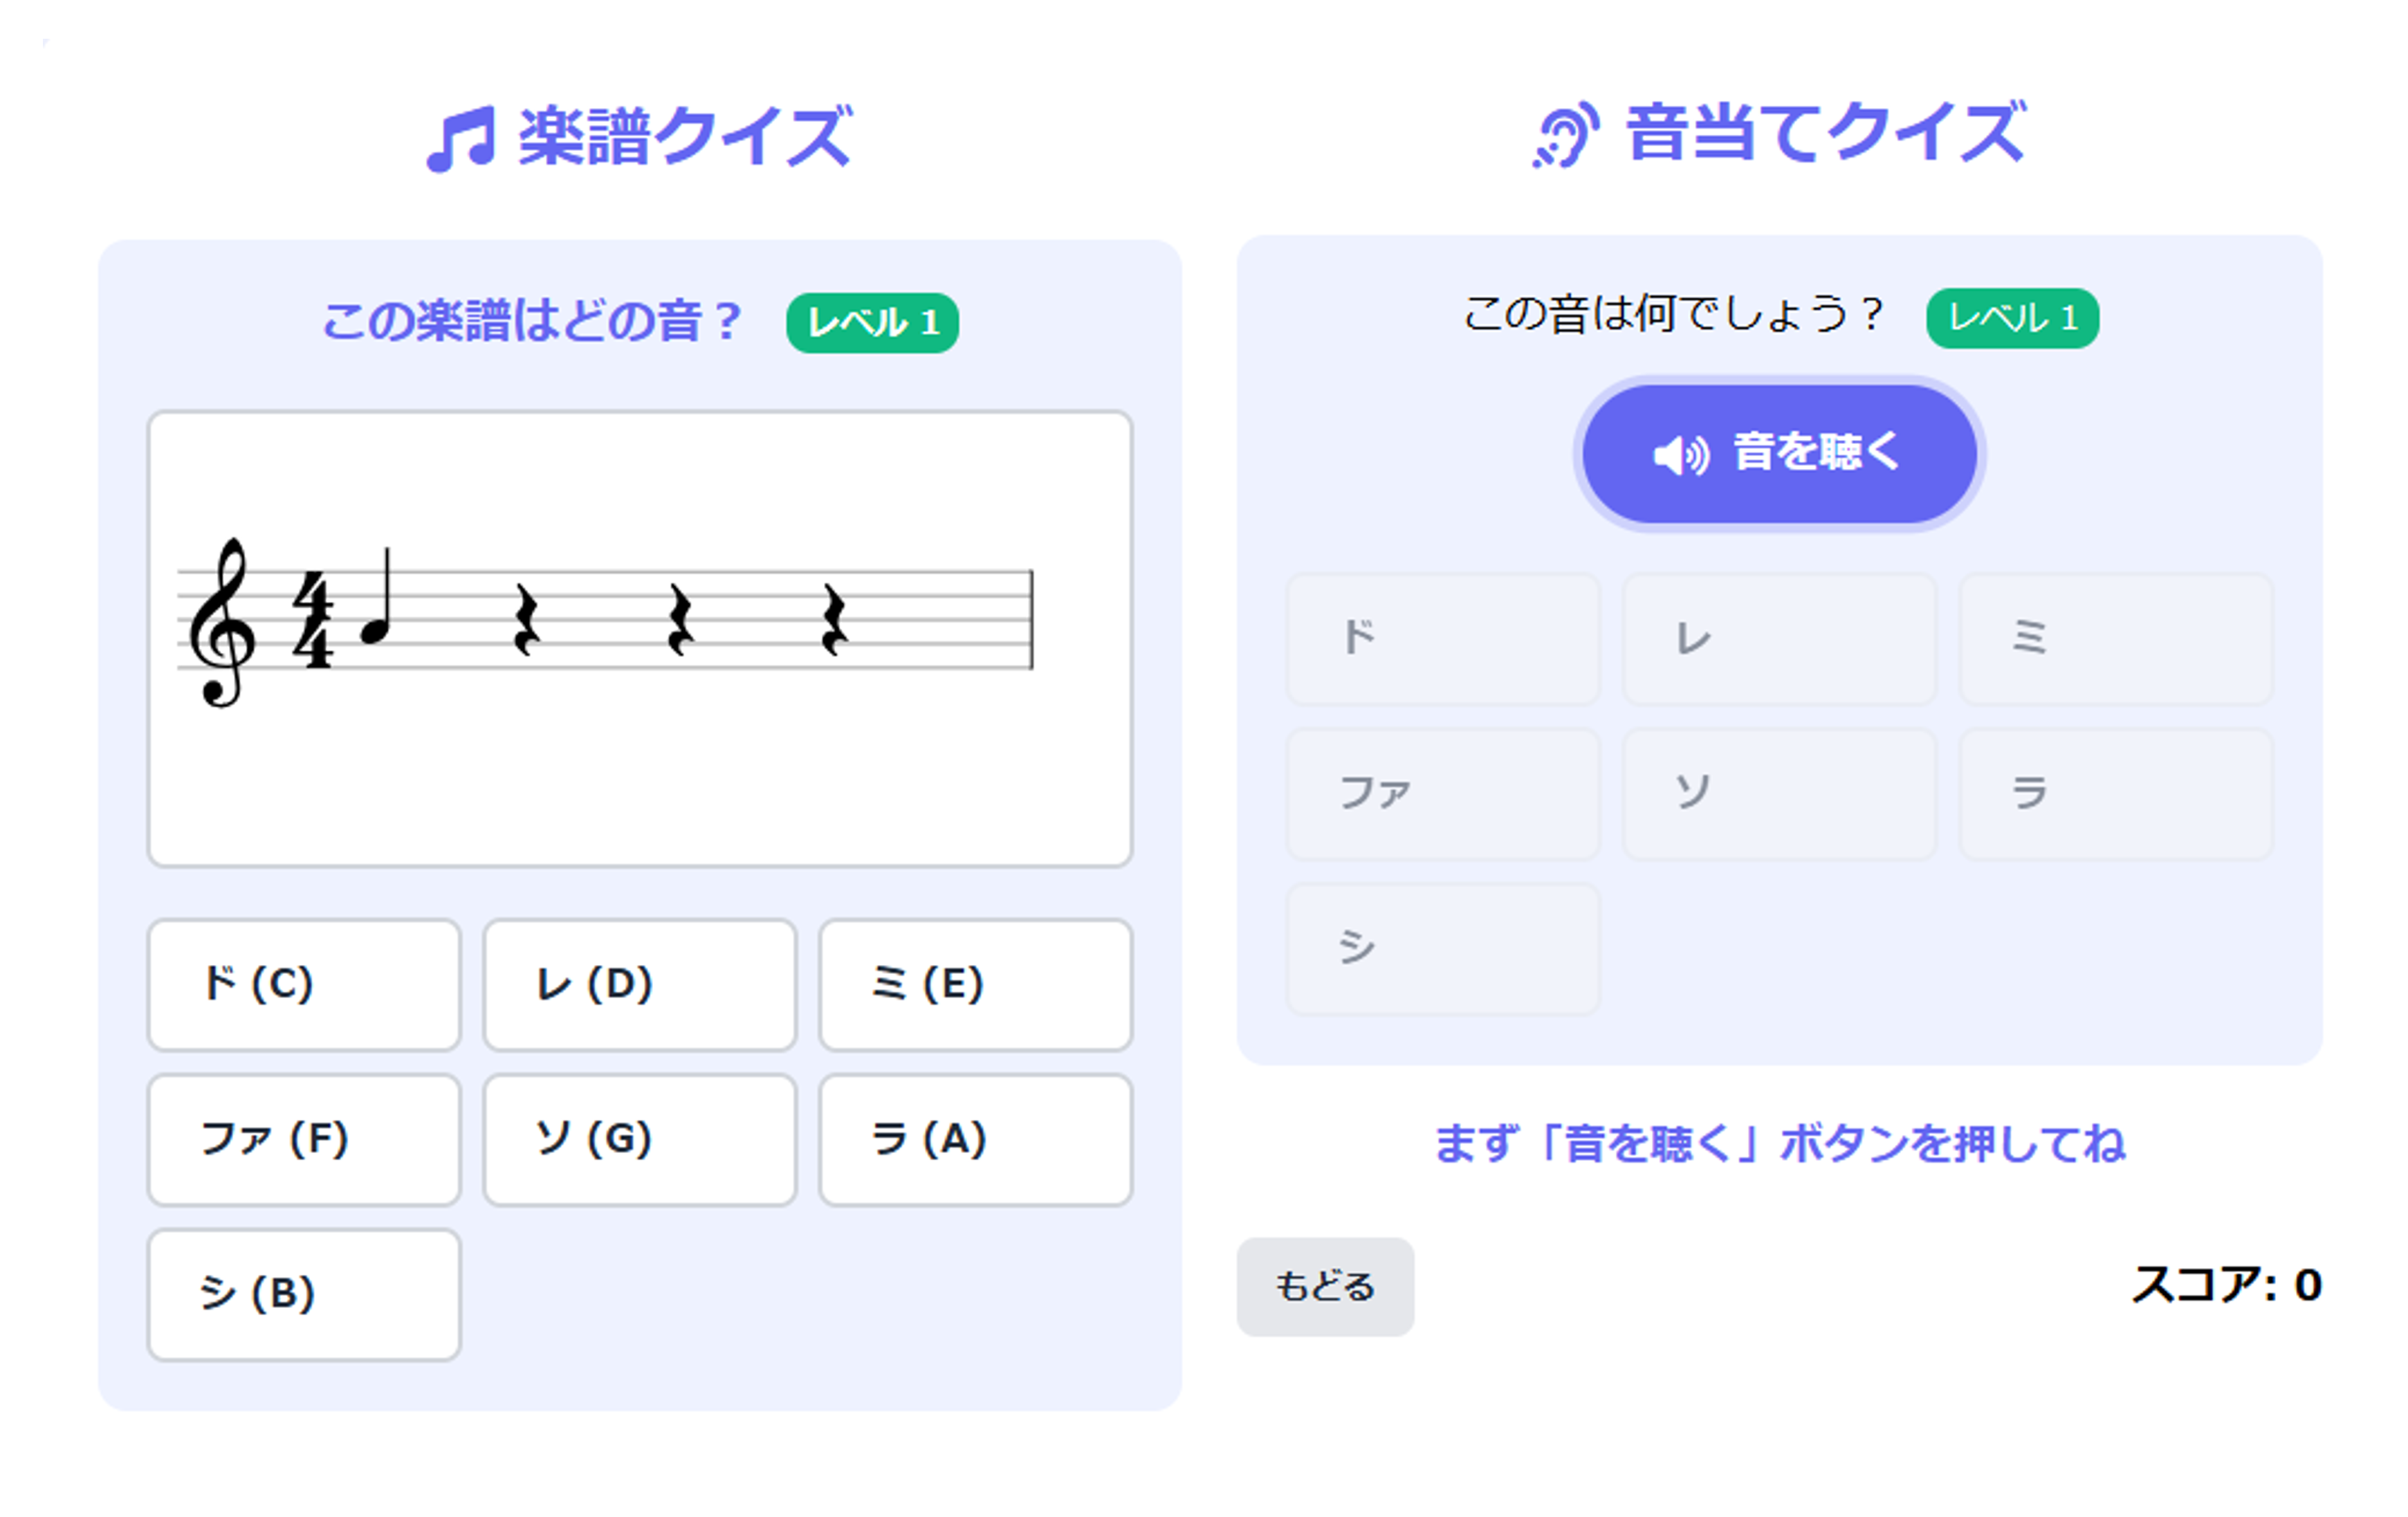 楽譜クイズ
この楽譜はどの音？ レベル 1
4
4
ド (C)
レ (D)
ミ (E)
ファ (F)
ソ (G)
ラ (A)
シ (B)
音当てクイズ
この音は何でしょう？ レベル 1
音を聴く
ド
レ
ミ
ファ
ソ
ラ
シ
まず「音を聴く」ボタンを押してね
もどる
スコア: 0